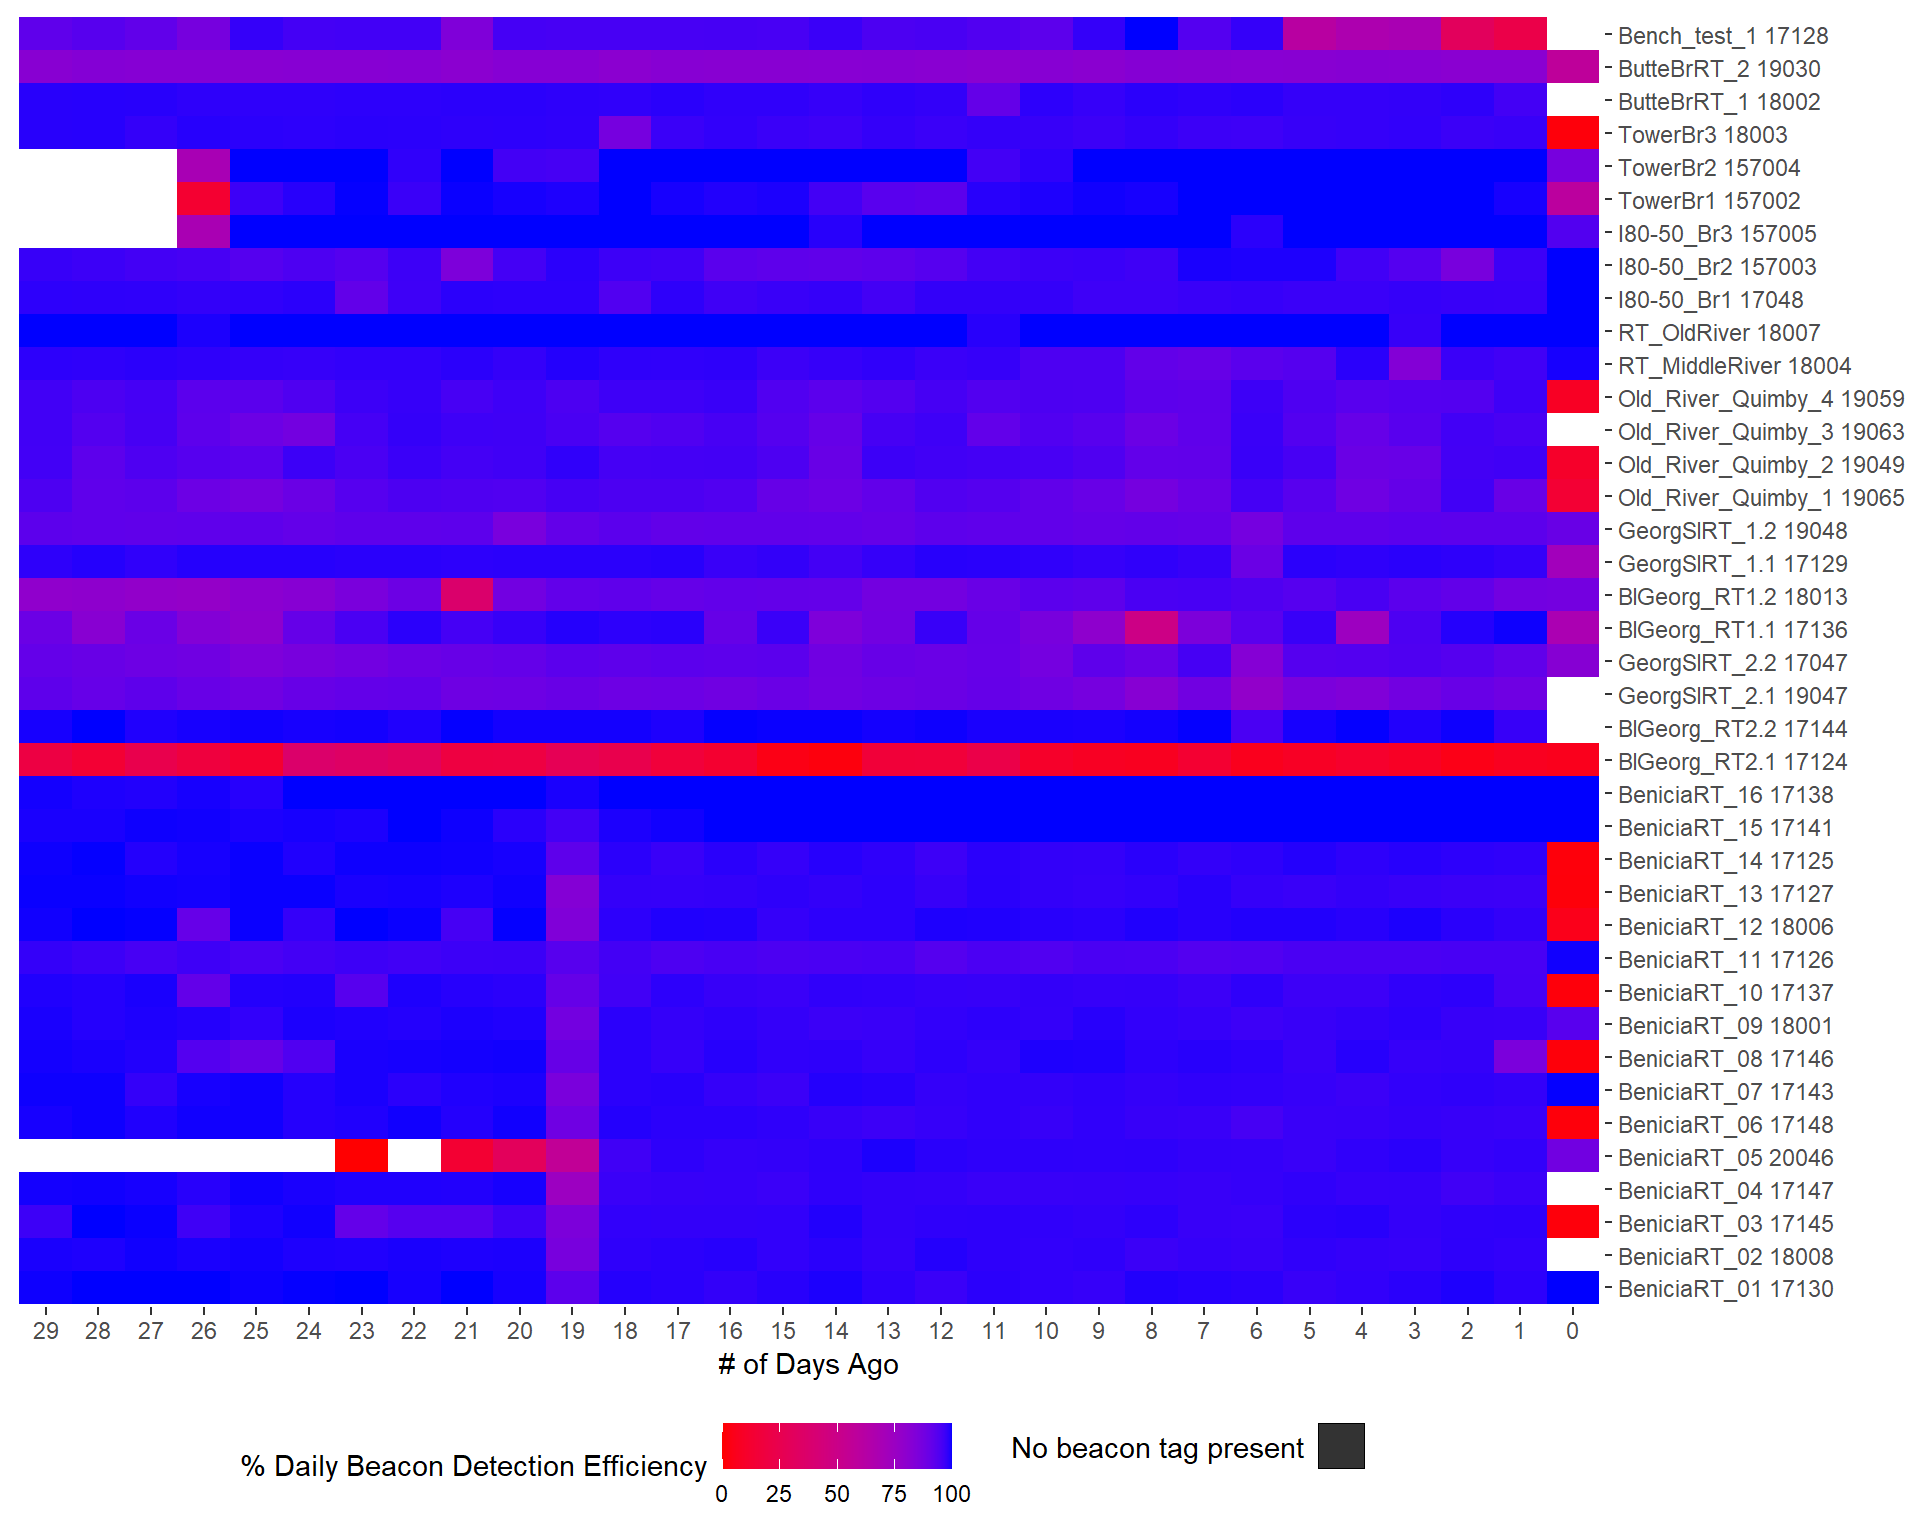 Bench_test_1 17128
ButteBrRT_2 19030
ButteBrRT_1 18002
TowerBr3 18003
TowerBr2 157004
TowerBr1 157002
I80-50_Br3 157005
I80-50_Br2 157003
I80-50_Br1 17048
RT_OldRiver 18007
RT_MiddleRiver 18004
Old_River_Quimby_4 19059
Old_River_Quimby_3 19063
Old_River_Quimby_2 19049
Old_River_Quimby_1 19065
GeorgSlRT_1.2 19048
GeorgSlRT_1.1 17129
BlGeorg_RT1.2 18013
BlGeorg_RT1.1 17136
GeorgSlRT_2.2 17047
GeorgSlRT_2.1 19047
BlGeorg_RT2.2 17144
BlGeorg_RT2.1 17124
BeniciaRT_16 17138
BeniciaRT_15 17141
BeniciaRT_14 17125
BeniciaRT_13 17127
BeniciaRT_12 18006
BeniciaRT_11 17126
BeniciaRT_10 17137
BeniciaRT_09 18001
BeniciaRT_08 17146
BeniciaRT_07 17143
BeniciaRT_06 17148
BeniciaRT_05 20046
BeniciaRT_04 17147
BeniciaRT_03 17145
BeniciaRT_02 18008
BeniciaRT_01 17130
29 28 27 26 25 24 23 22 21 20 19 18 17 16 15 14 13 12 11 10 9 8 7 6 5 4 3 2 1 0
# of Days Ago
% Daily Beacon Detection Efficiency
0 25 50 75 100
No beacon tag present